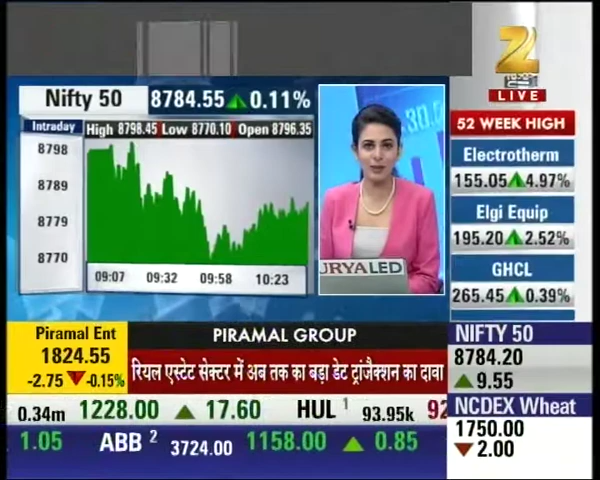 Nifty 50 8784.55 ▲ 0.11%
Intraday High 8798.45 Low 8770.10 Open 8796.35
8798
8789
8779
8770
09:07 09:32 09:58 10:23
URYALED
Z
LIVE
52 WEEK HIGH
Electrotherm
155.05 ▲ 4.97%
Elgi Equip
195.20 ▲ 2.52%
GHCL
265.45 ▲ 0.39%
Piramal Ent
1824.55
-2.75 ▼ -0.15%
PIRAMAL GROUP
रियल एस्टेट सेक्टर में अब तक का बड़ा डेट ट्रांजैक्शन का दावा
NIFTY 50
8784.20
▲ 9.55
NCDEX Wheat
1750.00
▼ 2.00
0.34m 1228.00 ▲ 17.60 HUL 1 93.95k 92
1.05 ABB 2 3724.00 1158.00 ▲ 0.85